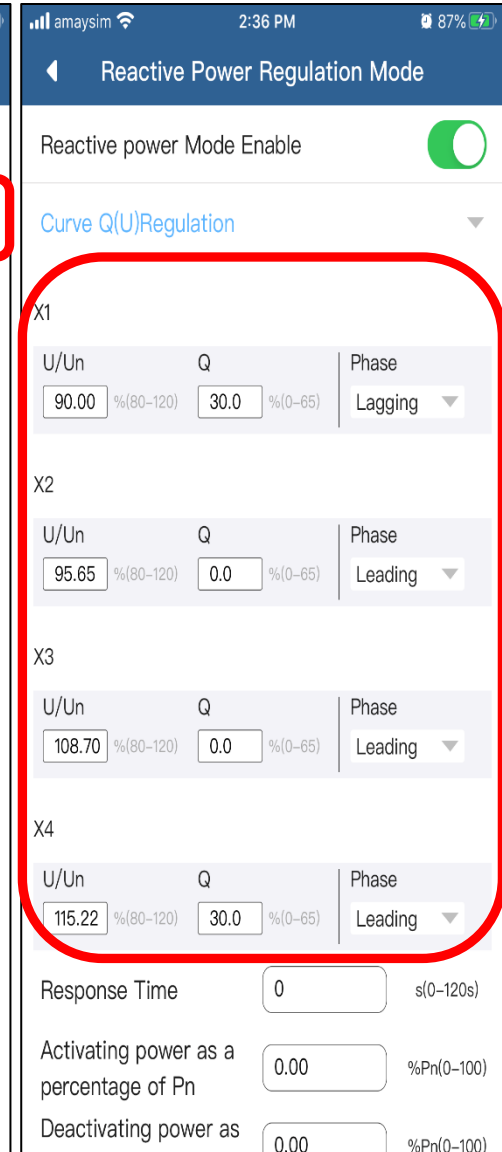 amaysim 2:36 PM 87%
Reactive Power Regulation Mode
Reactive power Mode Enable
Curve Q(U)Regulation
X1
U/Un Q Phase
90.00 %(80-120) 30.0 %(0-65) Lagging
X2
U/Un Q Phase
95.65 %(80-120) 0.0 %(0-65) Leading
X3
U/Un Q Phase
108.70 %(80-120) 0.0 %(0-65) Leading
X4
U/Un Q Phase
115.22 %(80-120) 30.0 %(0-65) Leading
Response Time 0 s(0-120s)
Activating power as a
percentage of Pn 0.00 %Pn(0-100)
Deactivating power as
0.00 %Pn(0-100)